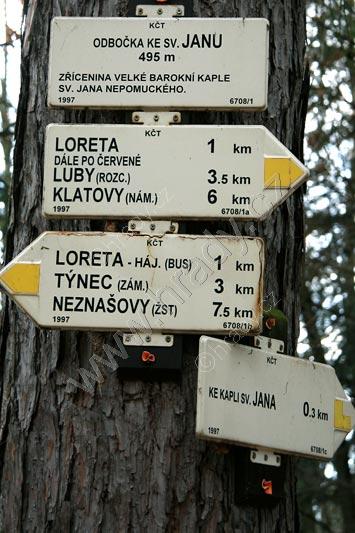 KČT
ODBOČKA KE SV. JANU
495 m
ZŘÍCENINA VELKÉ BAROKNÍ KAPLE
SV. JANA NEPOMUCKÉHO.
1997 6708/1
KČT
LORETA 1 km
DÁLE PO ČERVENÉ
LUBY (ROZC.) 3.5 km
KLATOVY (NÁM.) 6 km
1997 6708/1a
KČT
LORETA - HÁJ. (BUS) 1 km
TÝNEC (ZÁM.) 3 km
NEZNAŠOVY (ŽST) 7.5 km
1997 6708/1b
KČT
KE KAPLI SV. JANA 0.3 km
1997 6708/1c
www.hrady.cz